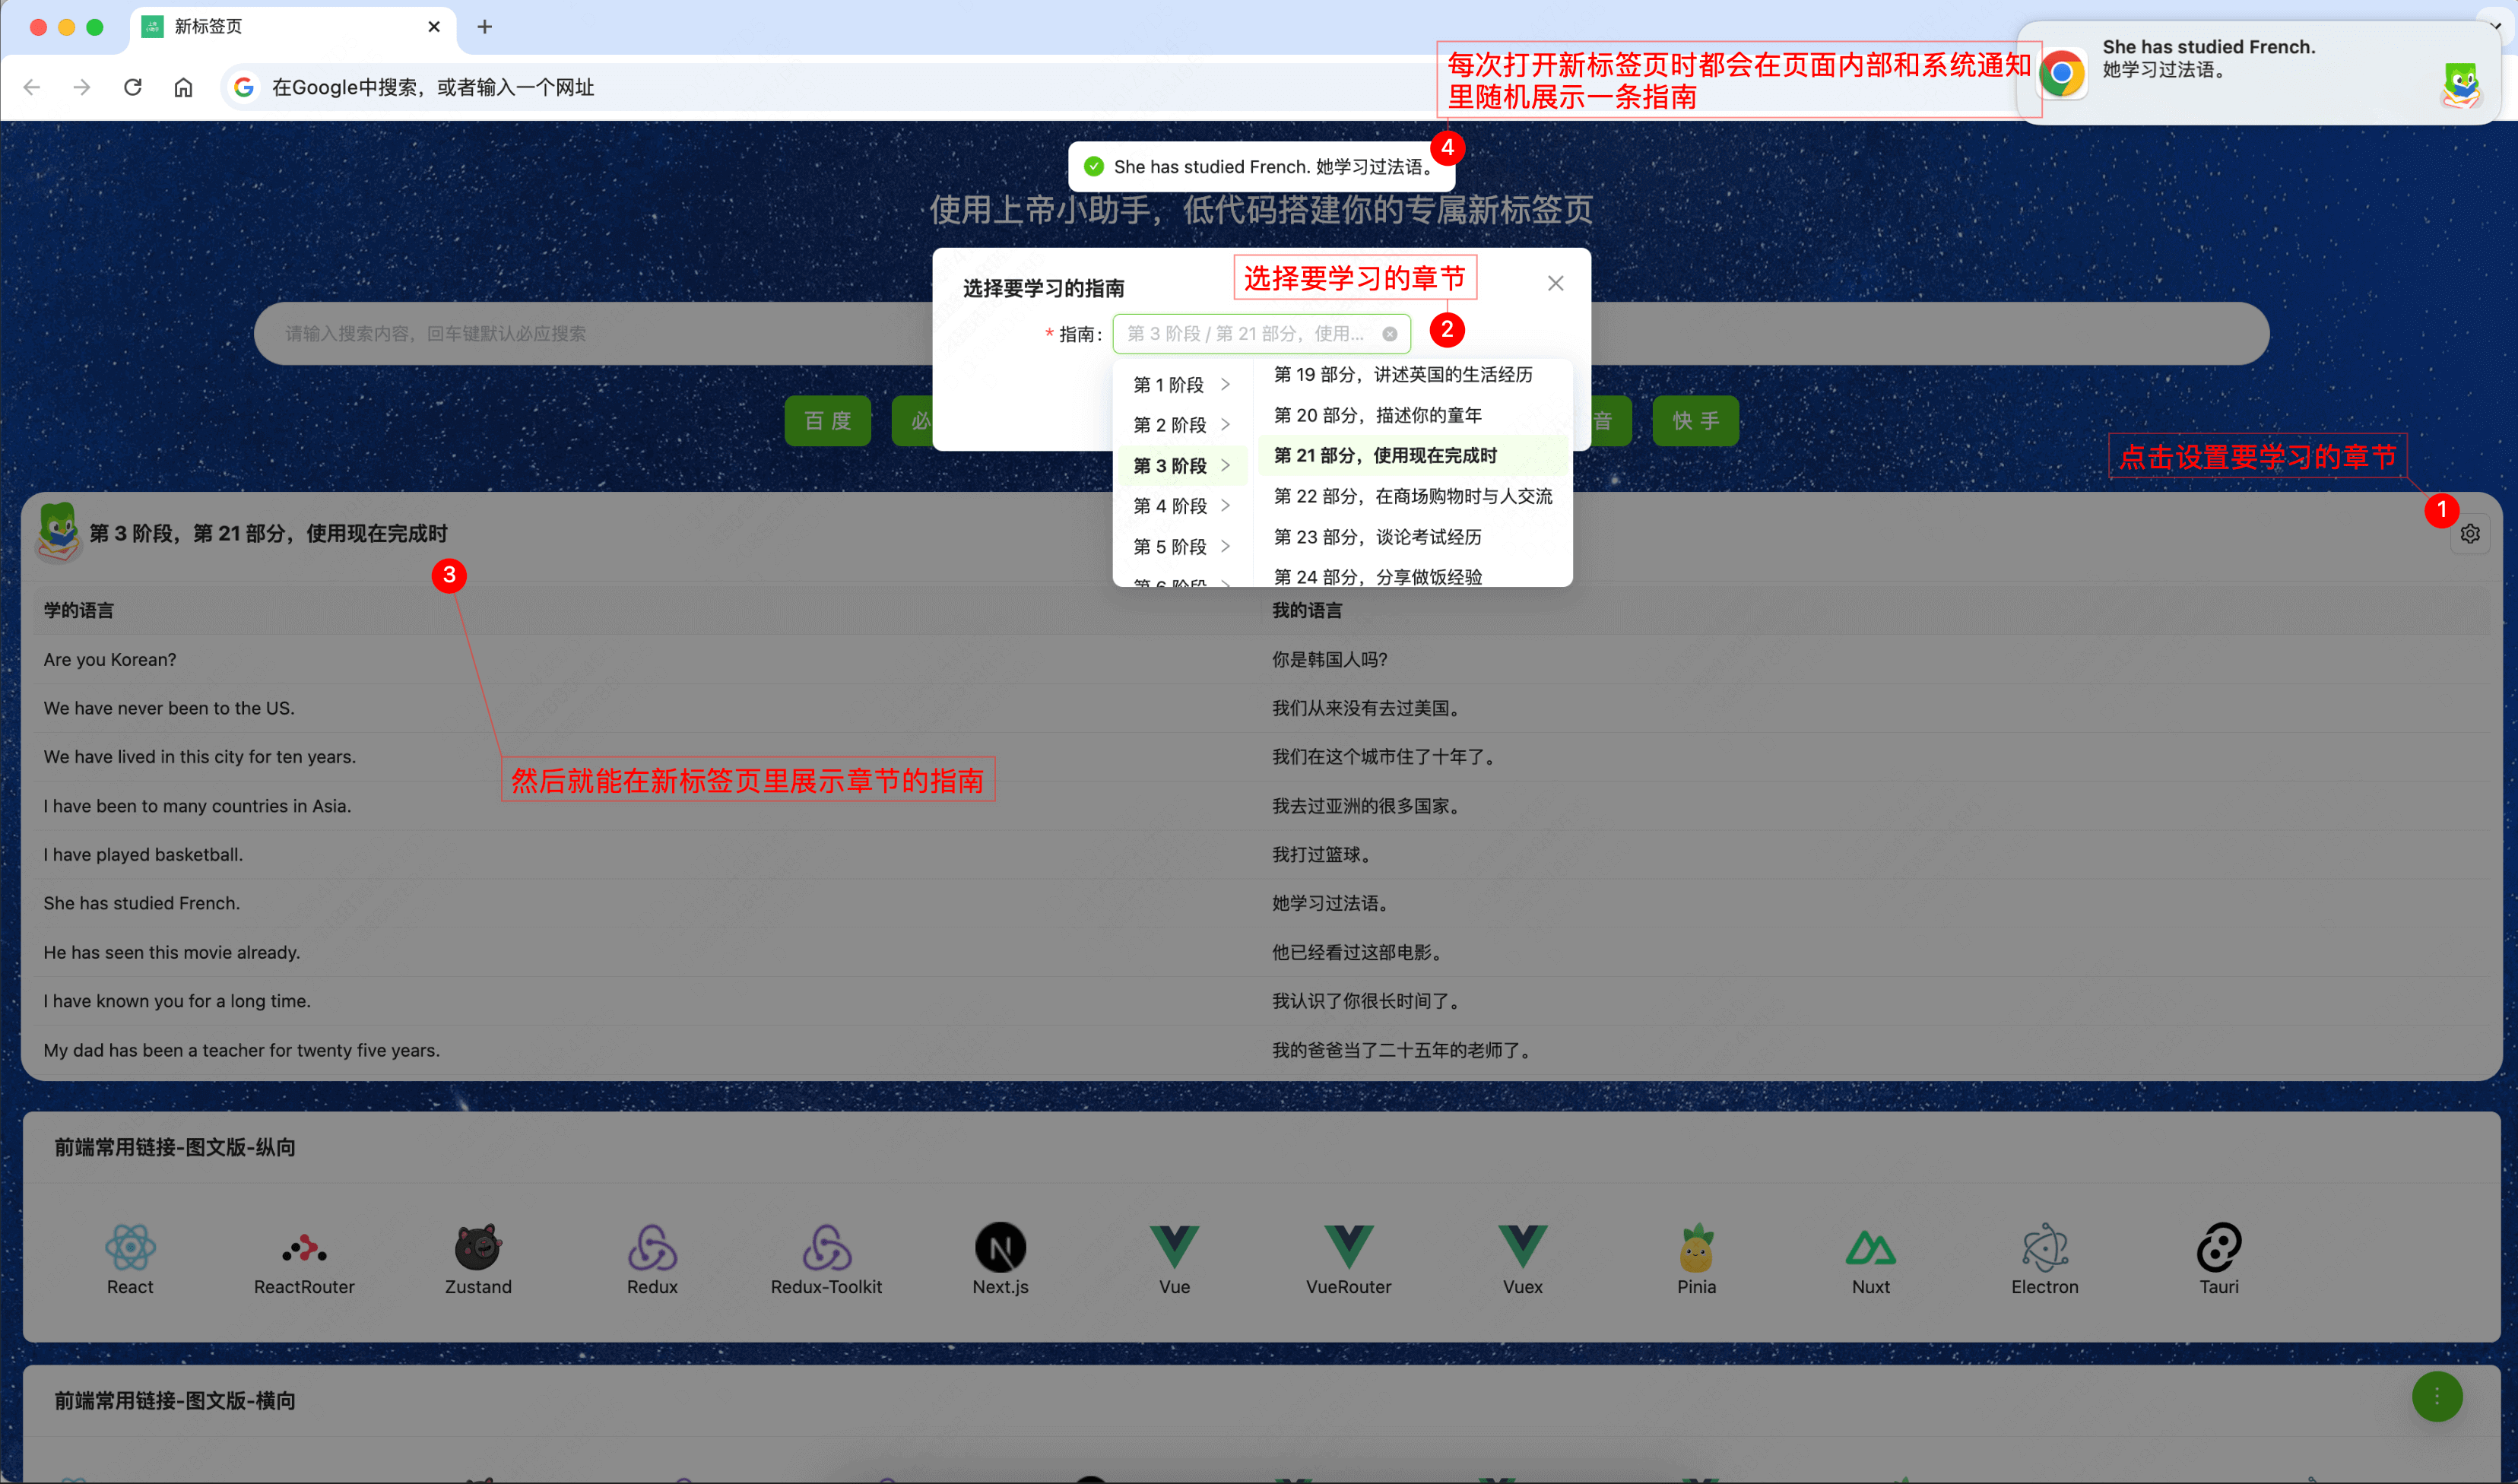 新标签页
在Google中搜索，或者输入一个网址
每次打开新标签页时都会在页面内部和系统通知
里随机展示一条指南
She has studied French.
她学习过法语。
4
She has studied French. 她学习过法语。
使用上帝小助手，低代码搭建你的专属新标签页
选择要学习的指南
选择要学习的章节
* 指南：
第 3 阶段 / 第 21 部分，使用...
2
请输入搜索内容，回车键默认必应搜索
百 度
必
音
快 手
第 1 阶段
第 2 阶段
第 3 阶段
第 4 阶段
第 5 阶段
第 6 阶段
第 19 部分，讲述英国的生活经历
第 20 部分，描述你的童年
第 21 部分，使用现在完成时
第 22 部分，在商场购物时与人交流
第 23 部分，谈论考试经历
第 24 部分，分享做饭经验
点击设置要学习的章节
1
第 3 阶段，第 21 部分，使用现在完成时
3
然后就能在新标签页里展示章节的指南
学的语言
我的语言
Are you Korean?
你是韩国人吗?
We have never been to the US.
我们从来没有去过美国。
We have lived in this city for ten years.
我们在这个城市住了十年了。
I have been to many countries in Asia.
我去过亚洲的很多国家。
I have played basketball.
我打过篮球。
She has studied French.
她学习过法语。
He has seen this movie already.
他已经看过这部电影。
I have known you for a long time.
我认识了你很长时间了。
My dad has been a teacher for twenty five years.
我的爸爸当了二十五年的老师了。
前端常用链接-图文版-纵向
React
ReactRouter
Zustand
Redux
Redux-Toolkit
Next.js
Vue
VueRouter
Vuex
Pinia
Nuxt
Electron
Tauri
前端常用链接-图文版-横向